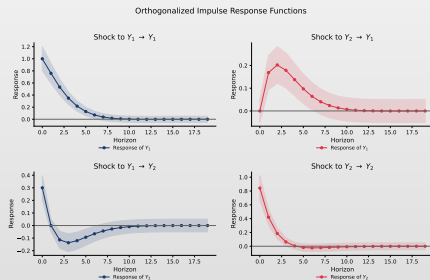 Orthogonalized Impulse Response Functions
Shock to Y₁ → Y₁
Response
1.2
1.0
0.8
0.6
0.4
0.2
0.0
0.0 2.5 5.0 7.5 10.0 12.5 15.0 17.5
Horizon
Response of Y₁
Shock to Y₂ → Y₁
Response
0.3
0.2
0.1
0.0
0.0 2.5 5.0 7.5 10.0 12.5 15.0 17.5
Horizon
Response of Y₁
Shock to Y₁ → Y₂
Response
0.4
0.3
0.2
0.1
0.0
−0.1
−0.2
0.0 2.5 5.0 7.5 10.0 12.5 15.0 17.5
Horizon
Response of Y₂
Shock to Y₂ → Y₂
Response
1.0
0.8
0.6
0.4
0.2
0.0
0.0 2.5 5.0 7.5 10.0 12.5 15.0 17.5
Horizon
Response of Y₂